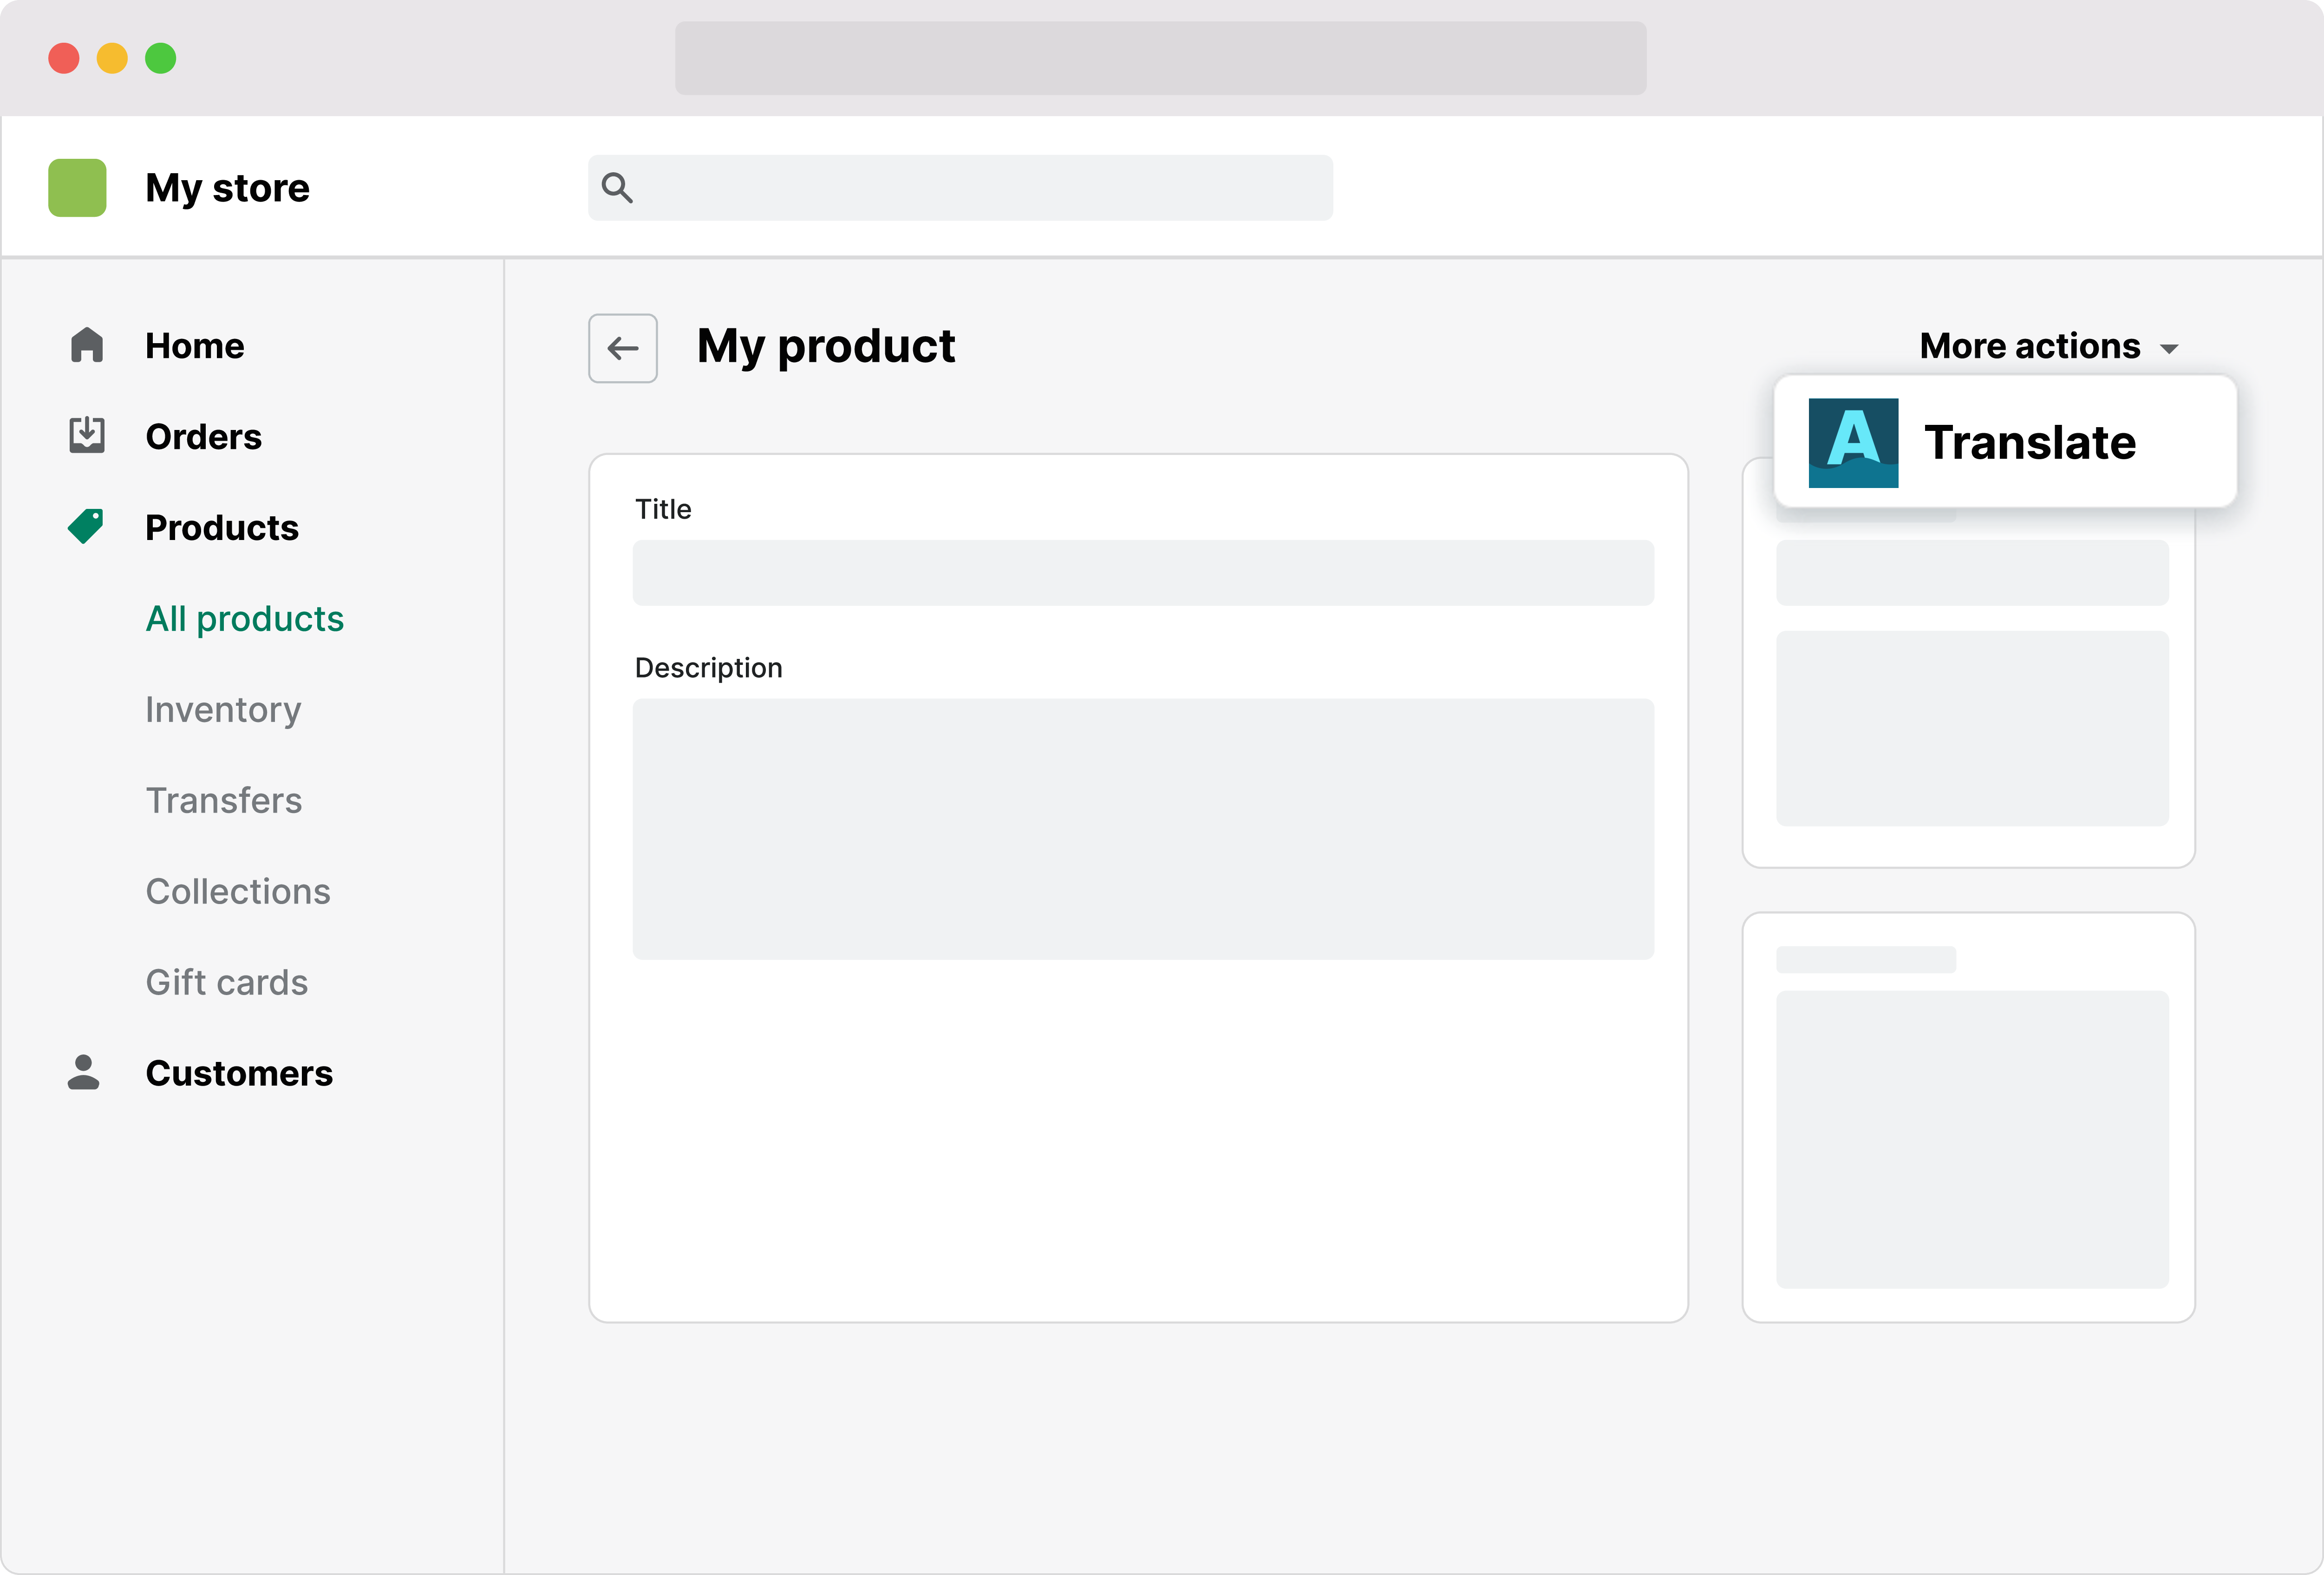 My store
Home
Orders
Products
All products
Inventory
Transfers
Collections
Gift cards
Customers
My product
More actions
A
Translate
Title
Description